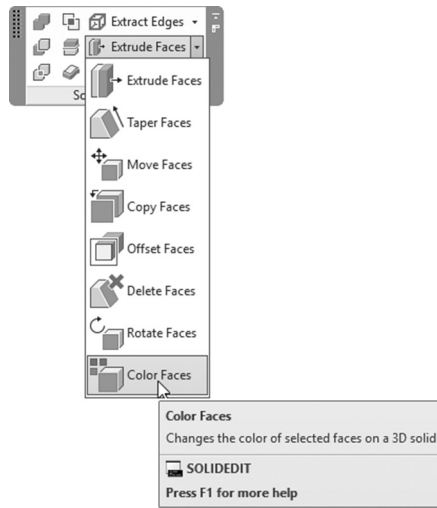 Extract Edges
Extrude Faces
Extrude Faces
Taper Faces
Move Faces
Copy Faces
Offset Faces
Delete Faces
Rotate Faces
Color Faces
Color Faces
Changes the color of selected faces on a 3D solid
SOLIDEDIT
Press F1 for more help